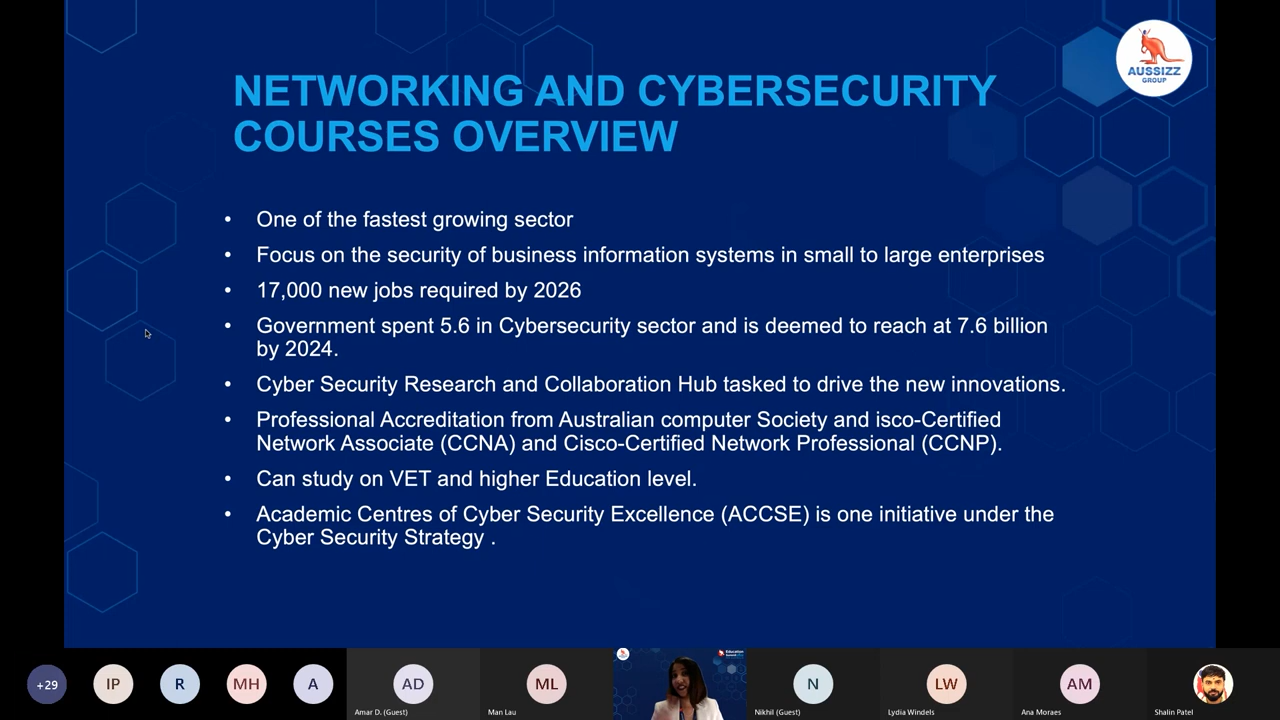 AUSSIZZ
GROUP
NETWORKING AND CYBERSECURITY
COURSES OVERVIEW
• One of the fastest growing sector
• Focus on the security of business information systems in small to large enterprises
• 17,000 new jobs required by 2026
• Government spent 5.6 in Cybersecurity sector and is deemed to reach at 7.6 billion
by 2024.
• Cyber Security Research and Collaboration Hub tasked to drive the new innovations.
• Professional Accreditation from Australian computer Society and isco-Certified
Network Associate (CCNA) and Cisco-Certified Network Professional (CCNP).
• Can study on VET and higher Education level.
• Academic Centres of Cyber Security Excellence (ACCSE) is one initiative under the
Cyber Security Strategy .
+29
IP
R
MH
A
AD
Amar D. (Guest)
ML
Man Lau
Education
N
Nikhil (Guest)
LW
Lydia Windels
AM
Ana Moraes
Shalin Patel